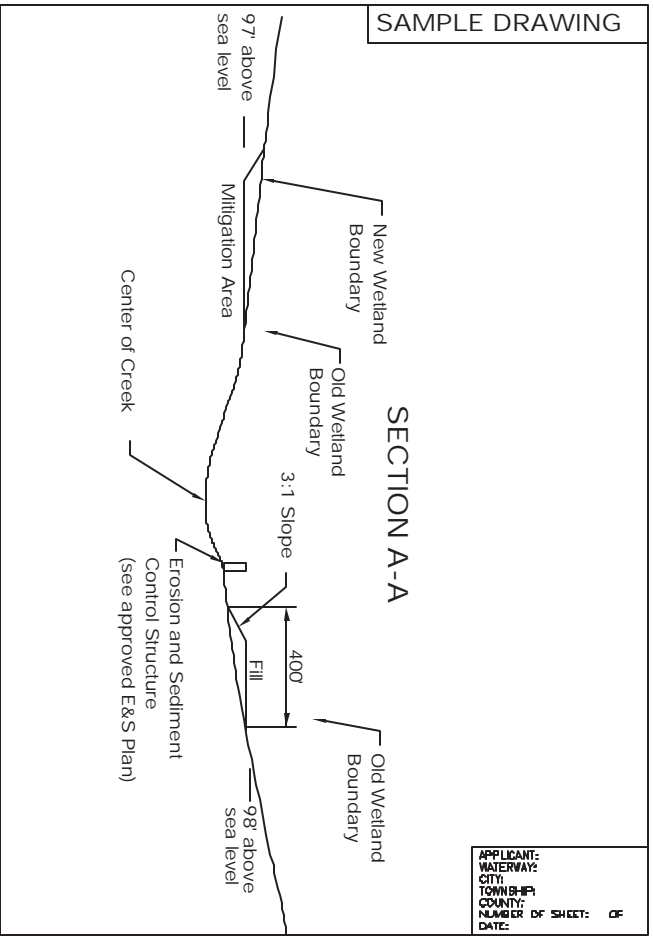 SAMPLE DRAWING
APPLICANT:
WATERWAY:
CITY:
TOWNSHIP:
COUNTY:
NUMBER OF SHEET: OF
DATE:
SECTION A-A
97' above
sea level
New Wetland
Boundary
Mitigation Area
Old Wetland
Boundary
Center of Creek
3:1 Slope
Erosion and Sediment
Control Structure
(see approved E&S Plan)
400'
Fill
Old Wetland
Boundary
98' above
sea level